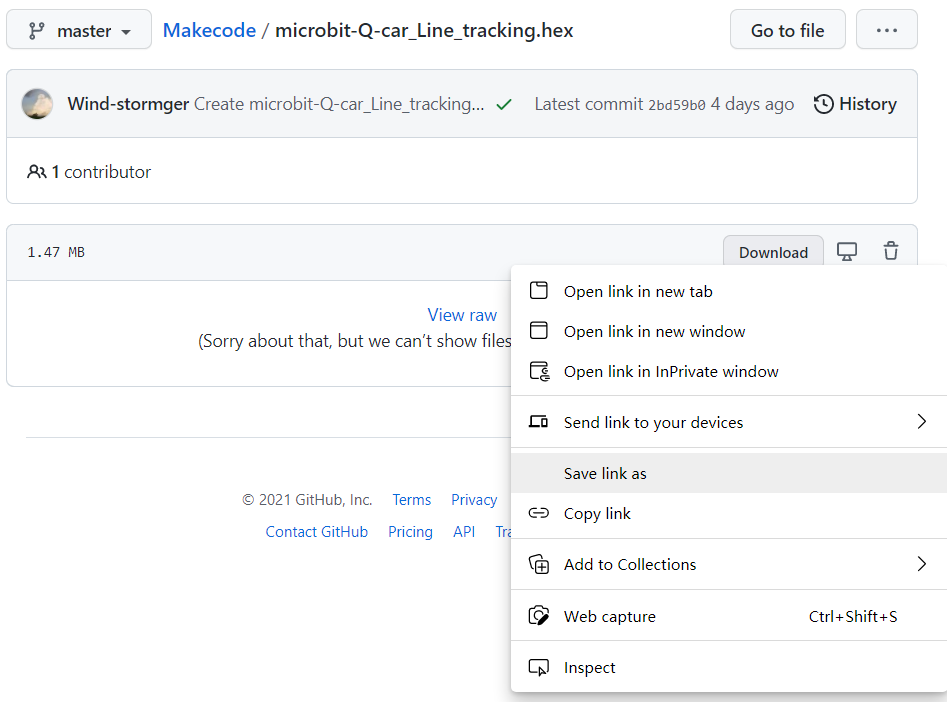 master Makecode / microbit-Q-car_Line_tracking.hex Go to file ...
Wind-stormger Create microbit-Q-car_Line_tracking... Latest commit 2bd59b0 4 days ago History
1 contributor
1.47 MB Download
View raw
(Sorry about that, but we can't show files
© 2021 GitHub, Inc. Terms Privacy
Contact GitHub Pricing API Tra
Open link in new tab
Open link in new window
Open link in InPrivate window
Send link to your devices
Save link as
Copy link
Add to Collections
Web capture Ctrl+Shift+S
Inspect